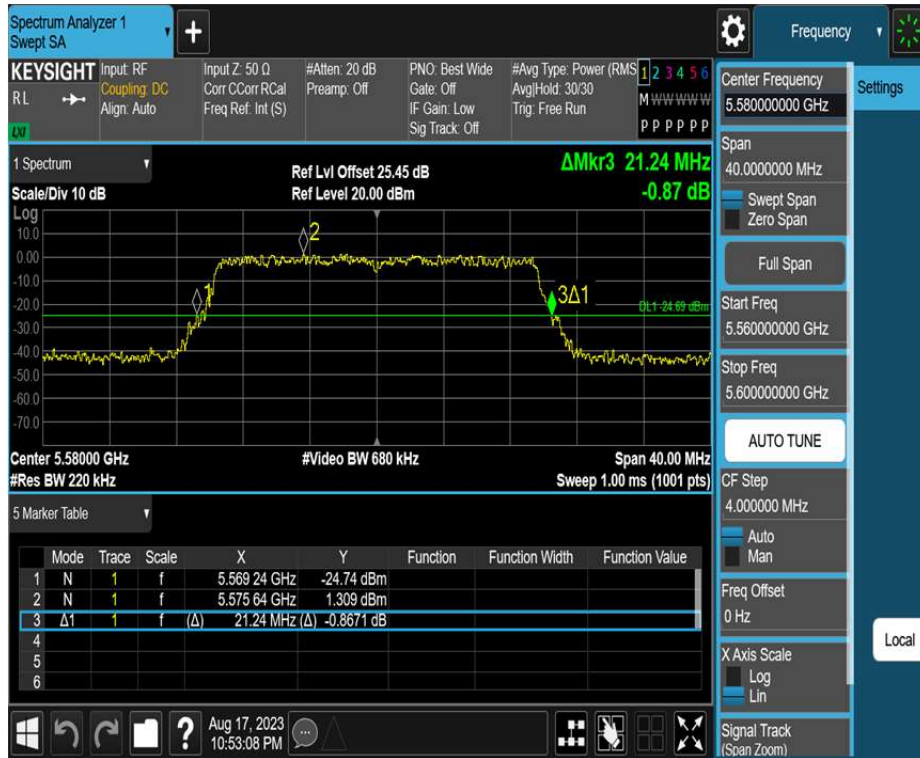 Spectrum Analyzer 1
Swept SA
+
Frequency
KEYSIGHT
RL
LXI
Input: RF
Coupling: DC
Align: Auto
Input Z: 50 Ω
Corr CCorr RCal
Freq Ref: Int (S)
#Atten: 20 dB
Preamp: Off
PNO: Best Wide
Gate: Off
IF Gain: Low
Sig Track: Off
#Avg Type: Power (RMS
Avg|Hold: 30/30
Trig: Free Run
1 2 3 4 5 6
M W W W W W
P P P P P P
1 Spectrum
Scale/Div 10 dB
Ref Lvl Offset 25.45 dB
Ref Level 20.00 dBm
ΔMkr3 21.24 MHz
-0.87 dB
Log
10.0
0.00
-10.0
-20.0
-30.0
-40.0
-50.0
-60.0
-70.0
2
1
3Δ1
DL1 -24.69 dBm
Center 5.58000 GHz
#Video BW 680 kHz
Span 40.00 MHz
#Res BW 220 kHz
Sweep 1.00 ms (1001 pts)
5 Marker Table
Mode Trace Scale X Y Function Function Width Function Value
1 N 1 f 5.569 24 GHz -24.74 dBm
2 N 1 f 5.575 64 GHz 1.309 dBm
3 Δ1 1 f (Δ) 21.24 MHz (Δ) -0.8671 dB
4
5
6
Aug 17, 2023
10:53:08 PM
?
Center Frequency
5.580000000 GHz
Span
40.0000000 MHz
Swept Span
Zero Span
Full Span
Start Freq
5.560000000 GHz
Stop Freq
5.600000000 GHz
AUTO TUNE
CF Step
4.000000 MHz
Auto
Man
Freq Offset
0 Hz
X Axis Scale
Log
Lin
Signal Track
(Span Zoom)
Settings
Local